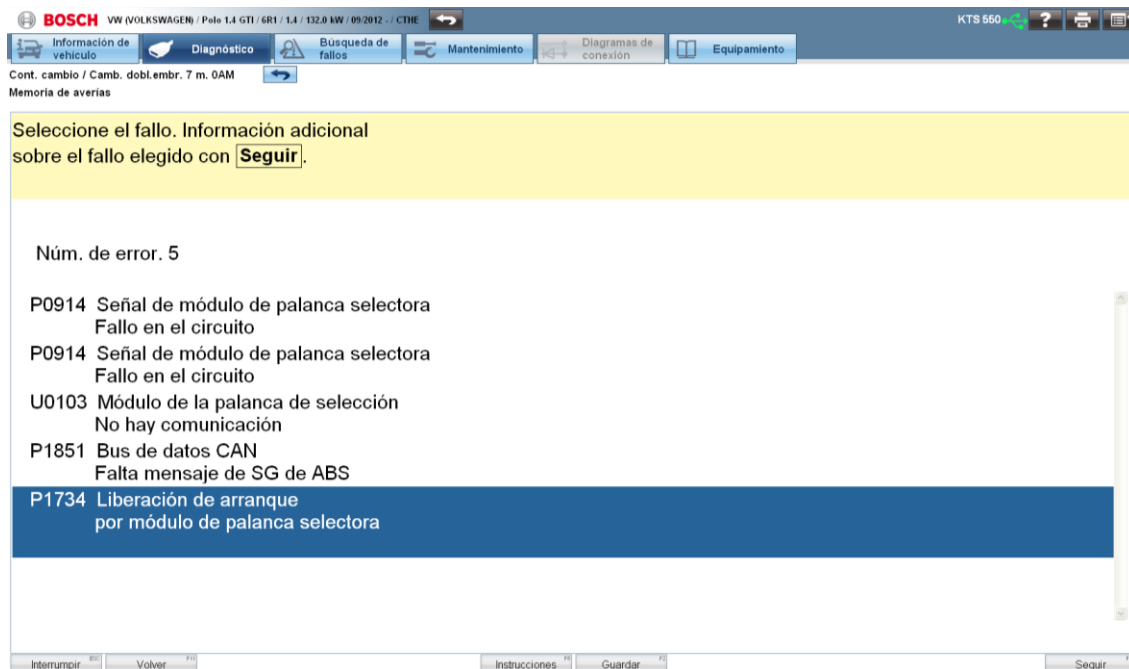 BOSCH VW (VOLKSWAGEN) / Polo 1.4 GTI / 6R1 / 1.4 / 132.0 kW / 09/2012 - / CTHE
KTS 550
?
Información de vehículo
Diagnóstico
Búsqueda de fallos
Mantenimiento
Diagramas de conexión
Equipamiento
Cont. cambio / Camb. dobl.embr. 7 m. 0AM
Memoria de averías
Seleccione el fallo. Información adicional
sobre el fallo elegido con Seguir.
Núm. de error. 5
P0914 Señal de módulo de palanca selectora
Fallo en el circuito
P0914 Señal de módulo de palanca selectora
Fallo en el circuito
U0103 Módulo de la palanca de selección
No hay comunicación
P1851 Bus de datos CAN
Falta mensaje de SG de ABS
P1734 Liberación de arranque
por módulo de palanca selectora
Interrumpir ESC Volver F11 Instrucciones Guardar F2 Seguir